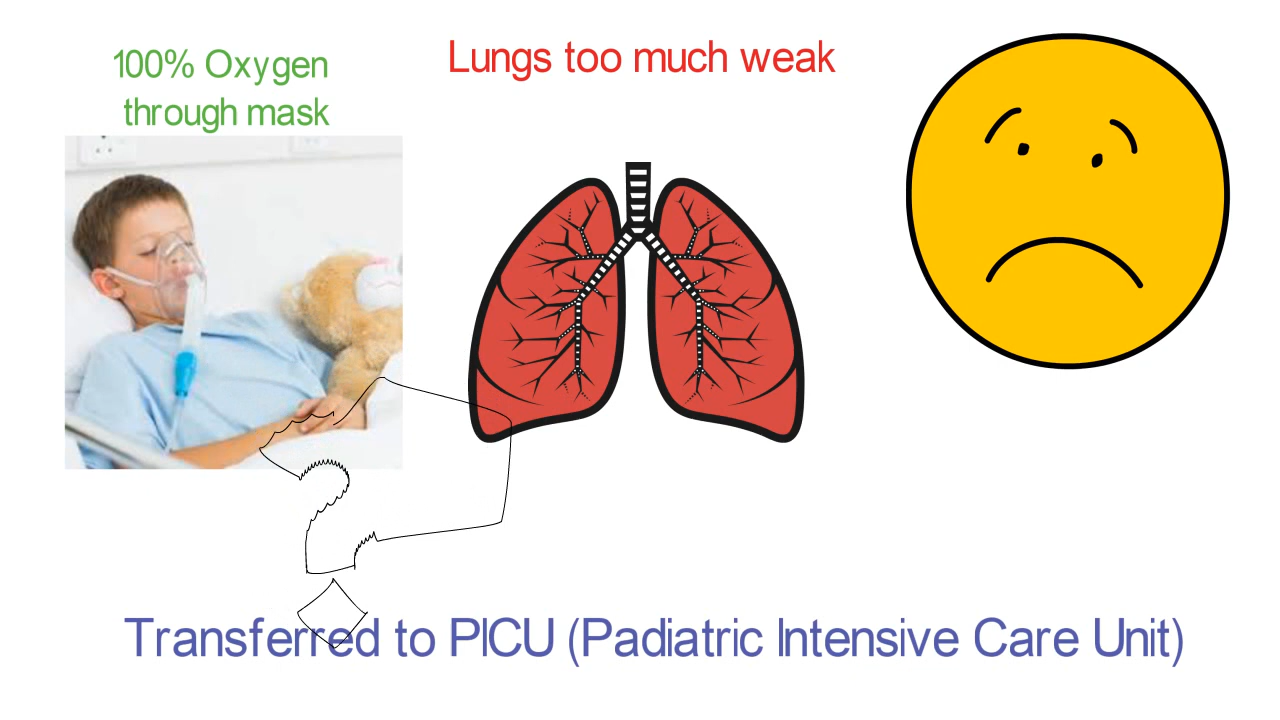 100% Oxygen
through mask
Lungs too much weak
Transferred to PICU (Padiatric Intensive Care Unit)